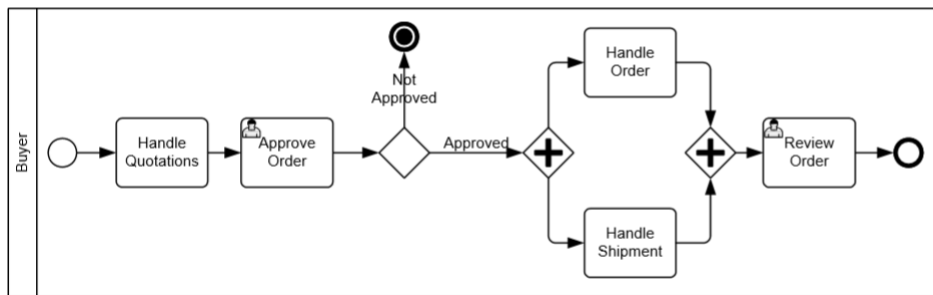 Buyer
Handle
Quotations
Approve
Order
Not
Approved
Approved
Handle
Order
Handle
Shipment
Review
Order